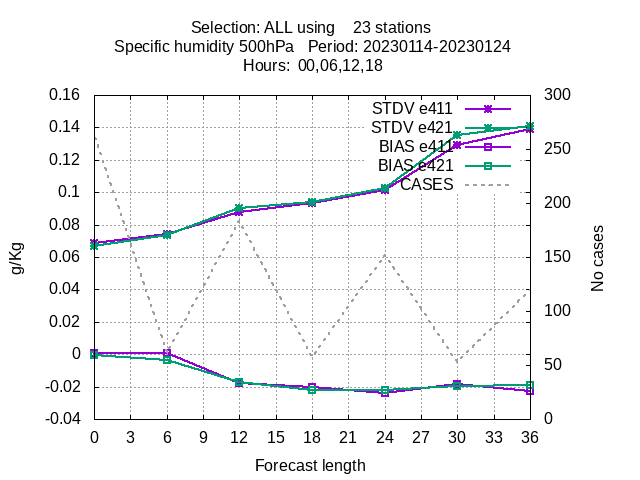 Selection: ALL using    23 stations
Specific humidity 500hPa   Period: 20230114-20230124
Hours:  00,06,12,18
0.16
0.14
0.12
0.1
0.08
0.06
0.04
0.02
0
-0.02
-0.04
g/Kg
STDV e411
STDV e421
BIAS e411
BIAS e421
CASES
300
250
200
150
100
50
0
No cases
0 3 6 9 12 15 18 21 24 27 30 33 36
Forecast length